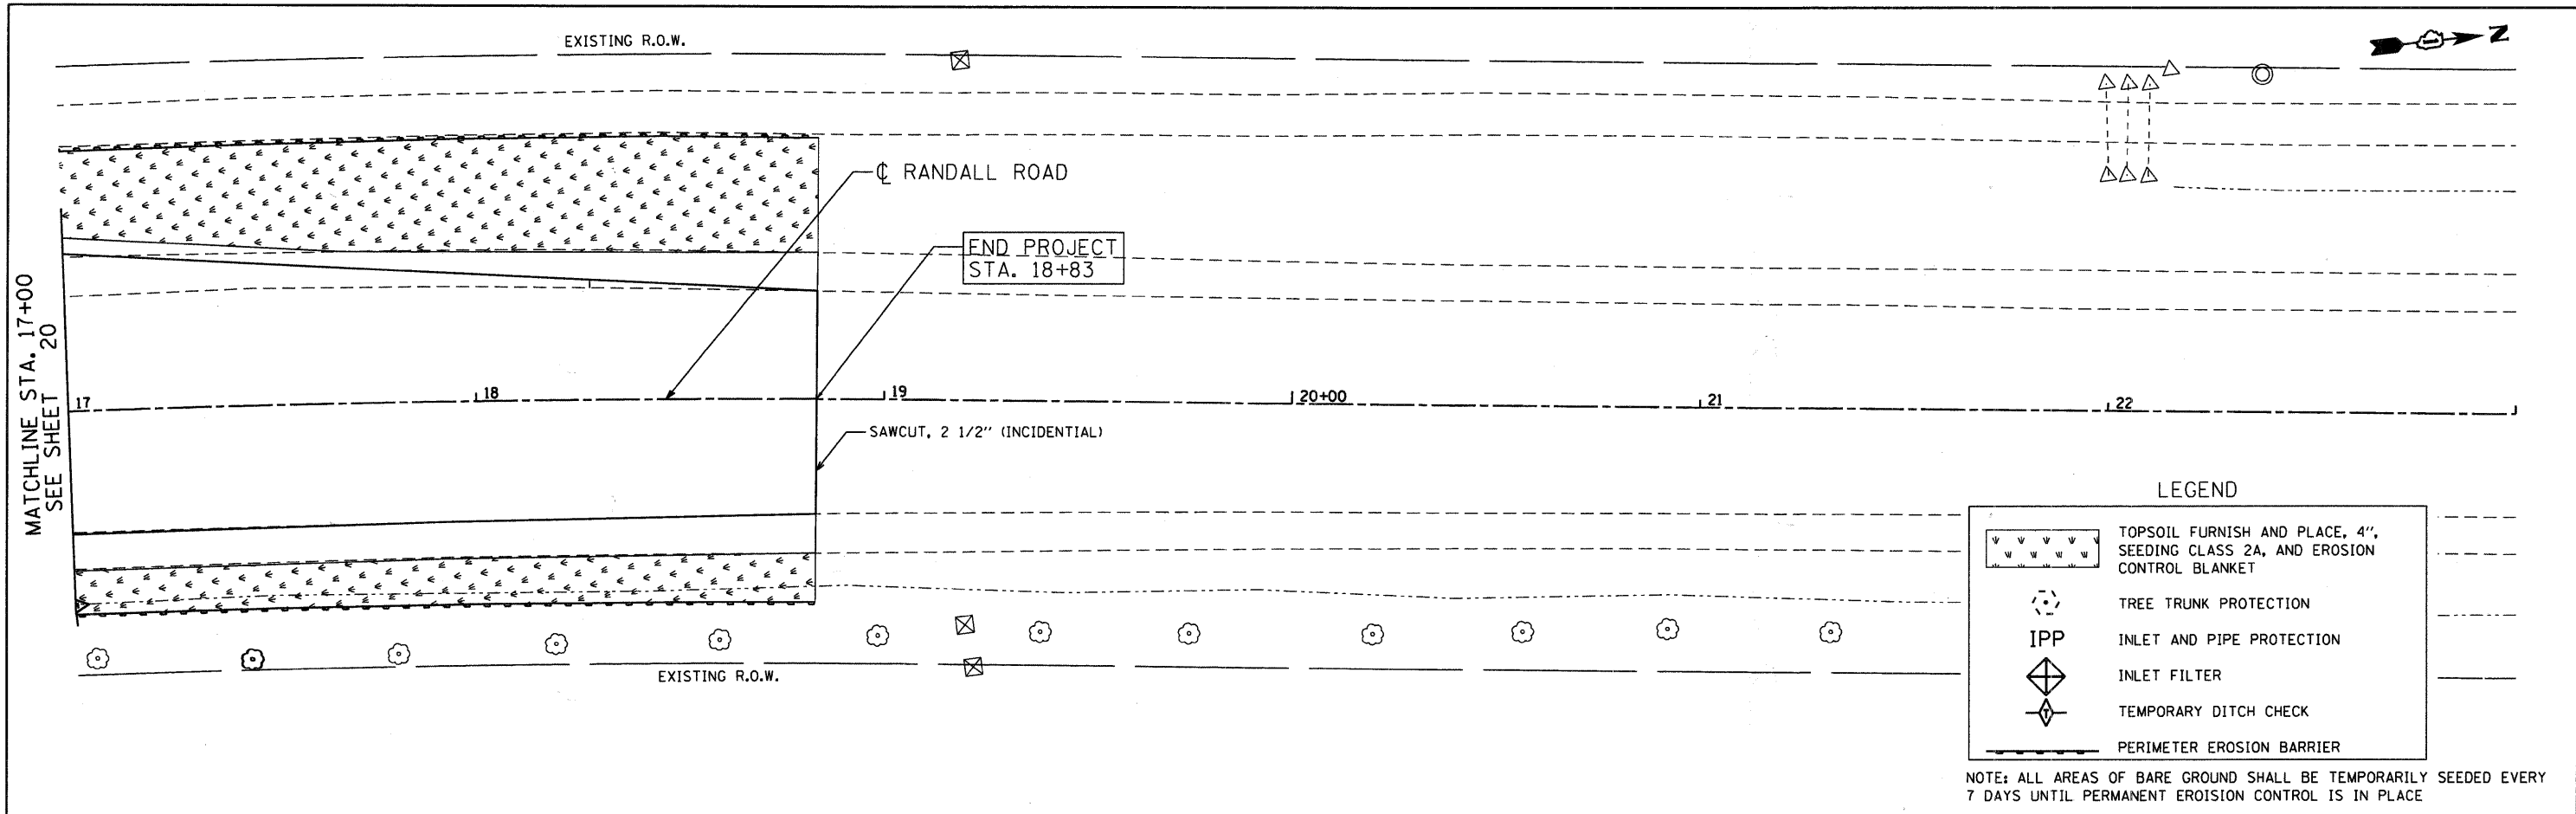 EXISTING R.O.W.
N
℄ RANDALL ROAD
END PROJECT
STA. 18+83
MATCHLINE STA. 17+00
SEE SHEET 20
17
18
19
20+00
21
22
SAWCUT, 2 1/2" (INCIDENTIAL)
EXISTING R.O.W.
LEGEND
TOPSOIL FURNISH AND PLACE, 4",
SEEDING CLASS 2A, AND EROSION
CONTROL BLANKET
TREE TRUNK PROTECTION
IPP INLET AND PIPE PROTECTION
INLET FILTER
T TEMPORARY DITCH CHECK
PERIMETER EROSION BARRIER
NOTE: ALL AREAS OF BARE GROUND SHALL BE TEMPORARILY SEEDED EVERY
7 DAYS UNTIL PERMANENT EROISION CONTROL IS IN PLACE